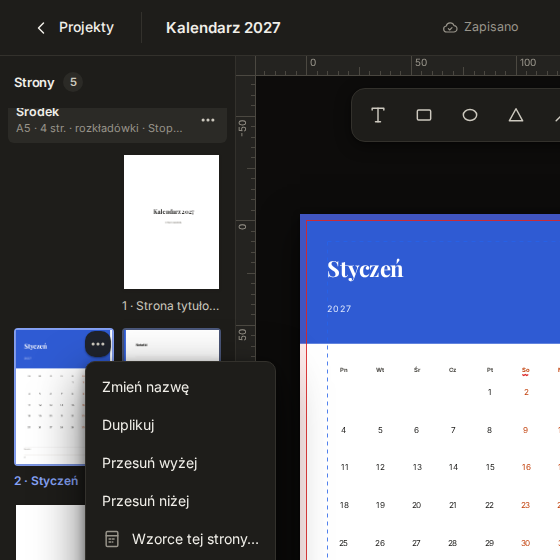 Projekty
Kalendarz 2027
Zapisano
Strony 5
0 50 100
Środek
A5 · 4 str. · rozkładówki · Stop...
-50
0
50
Kalendarz 2027
1 · Strona tytuło...
Styczeń
2027
Styczeń
2 · Styczeń
Zmień nazwę
Duplikuj
Przesuń wyżej
Przesuń niżej
Wzorce tej strony...
Pn Wt Śr Cz Pt So
1 2
4 5 6 7 8 9
11 12 13 14 15 16
18 19 20 21 22 23
25 26 27 28 29 30